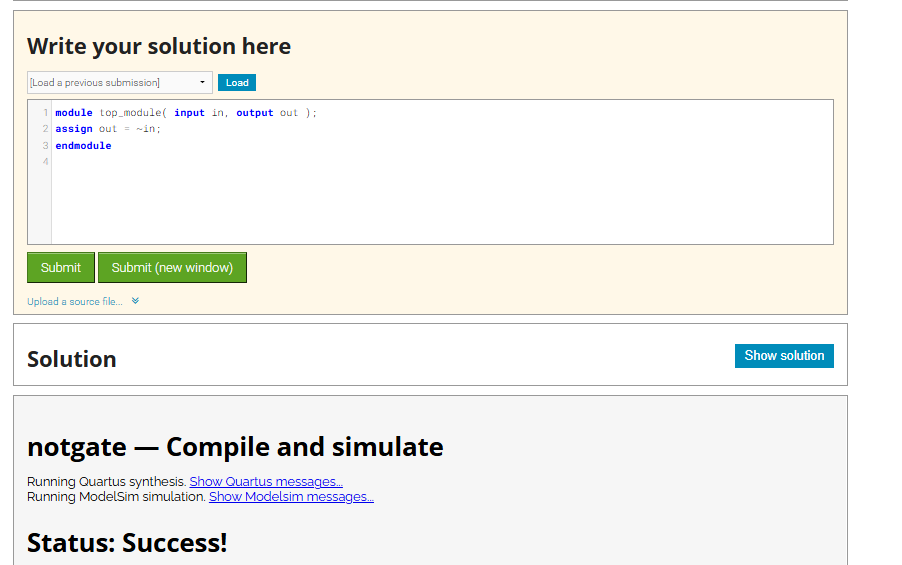 Write your solution here
[Load a previous submission] Load
1 module top_module( input in, output out );
2 assign out = ~in;
3 endmodule
4
Submit Submit (new window)
Upload a source file...
Solution Show solution
notgate — Compile and simulate
Running Quartus synthesis. Show Quartus messages...
Running ModelSim simulation. Show Modelsim messages...
Status: Success!